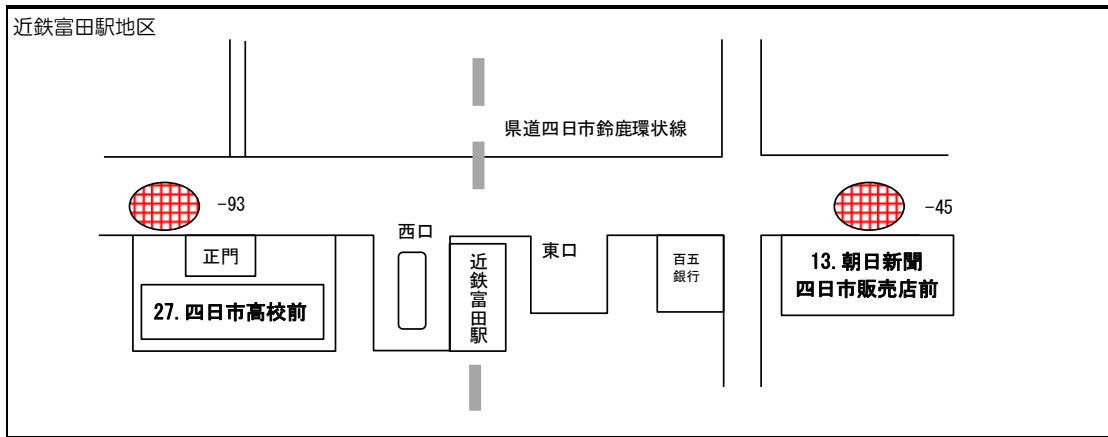 近鉄富田駅地区
県道四日市鈴鹿環状線
-93
-45
西口
東口
正門
近鉄富田駅
百五
銀行
13.朝日新聞
四日市販売店前
27.四日市高校前